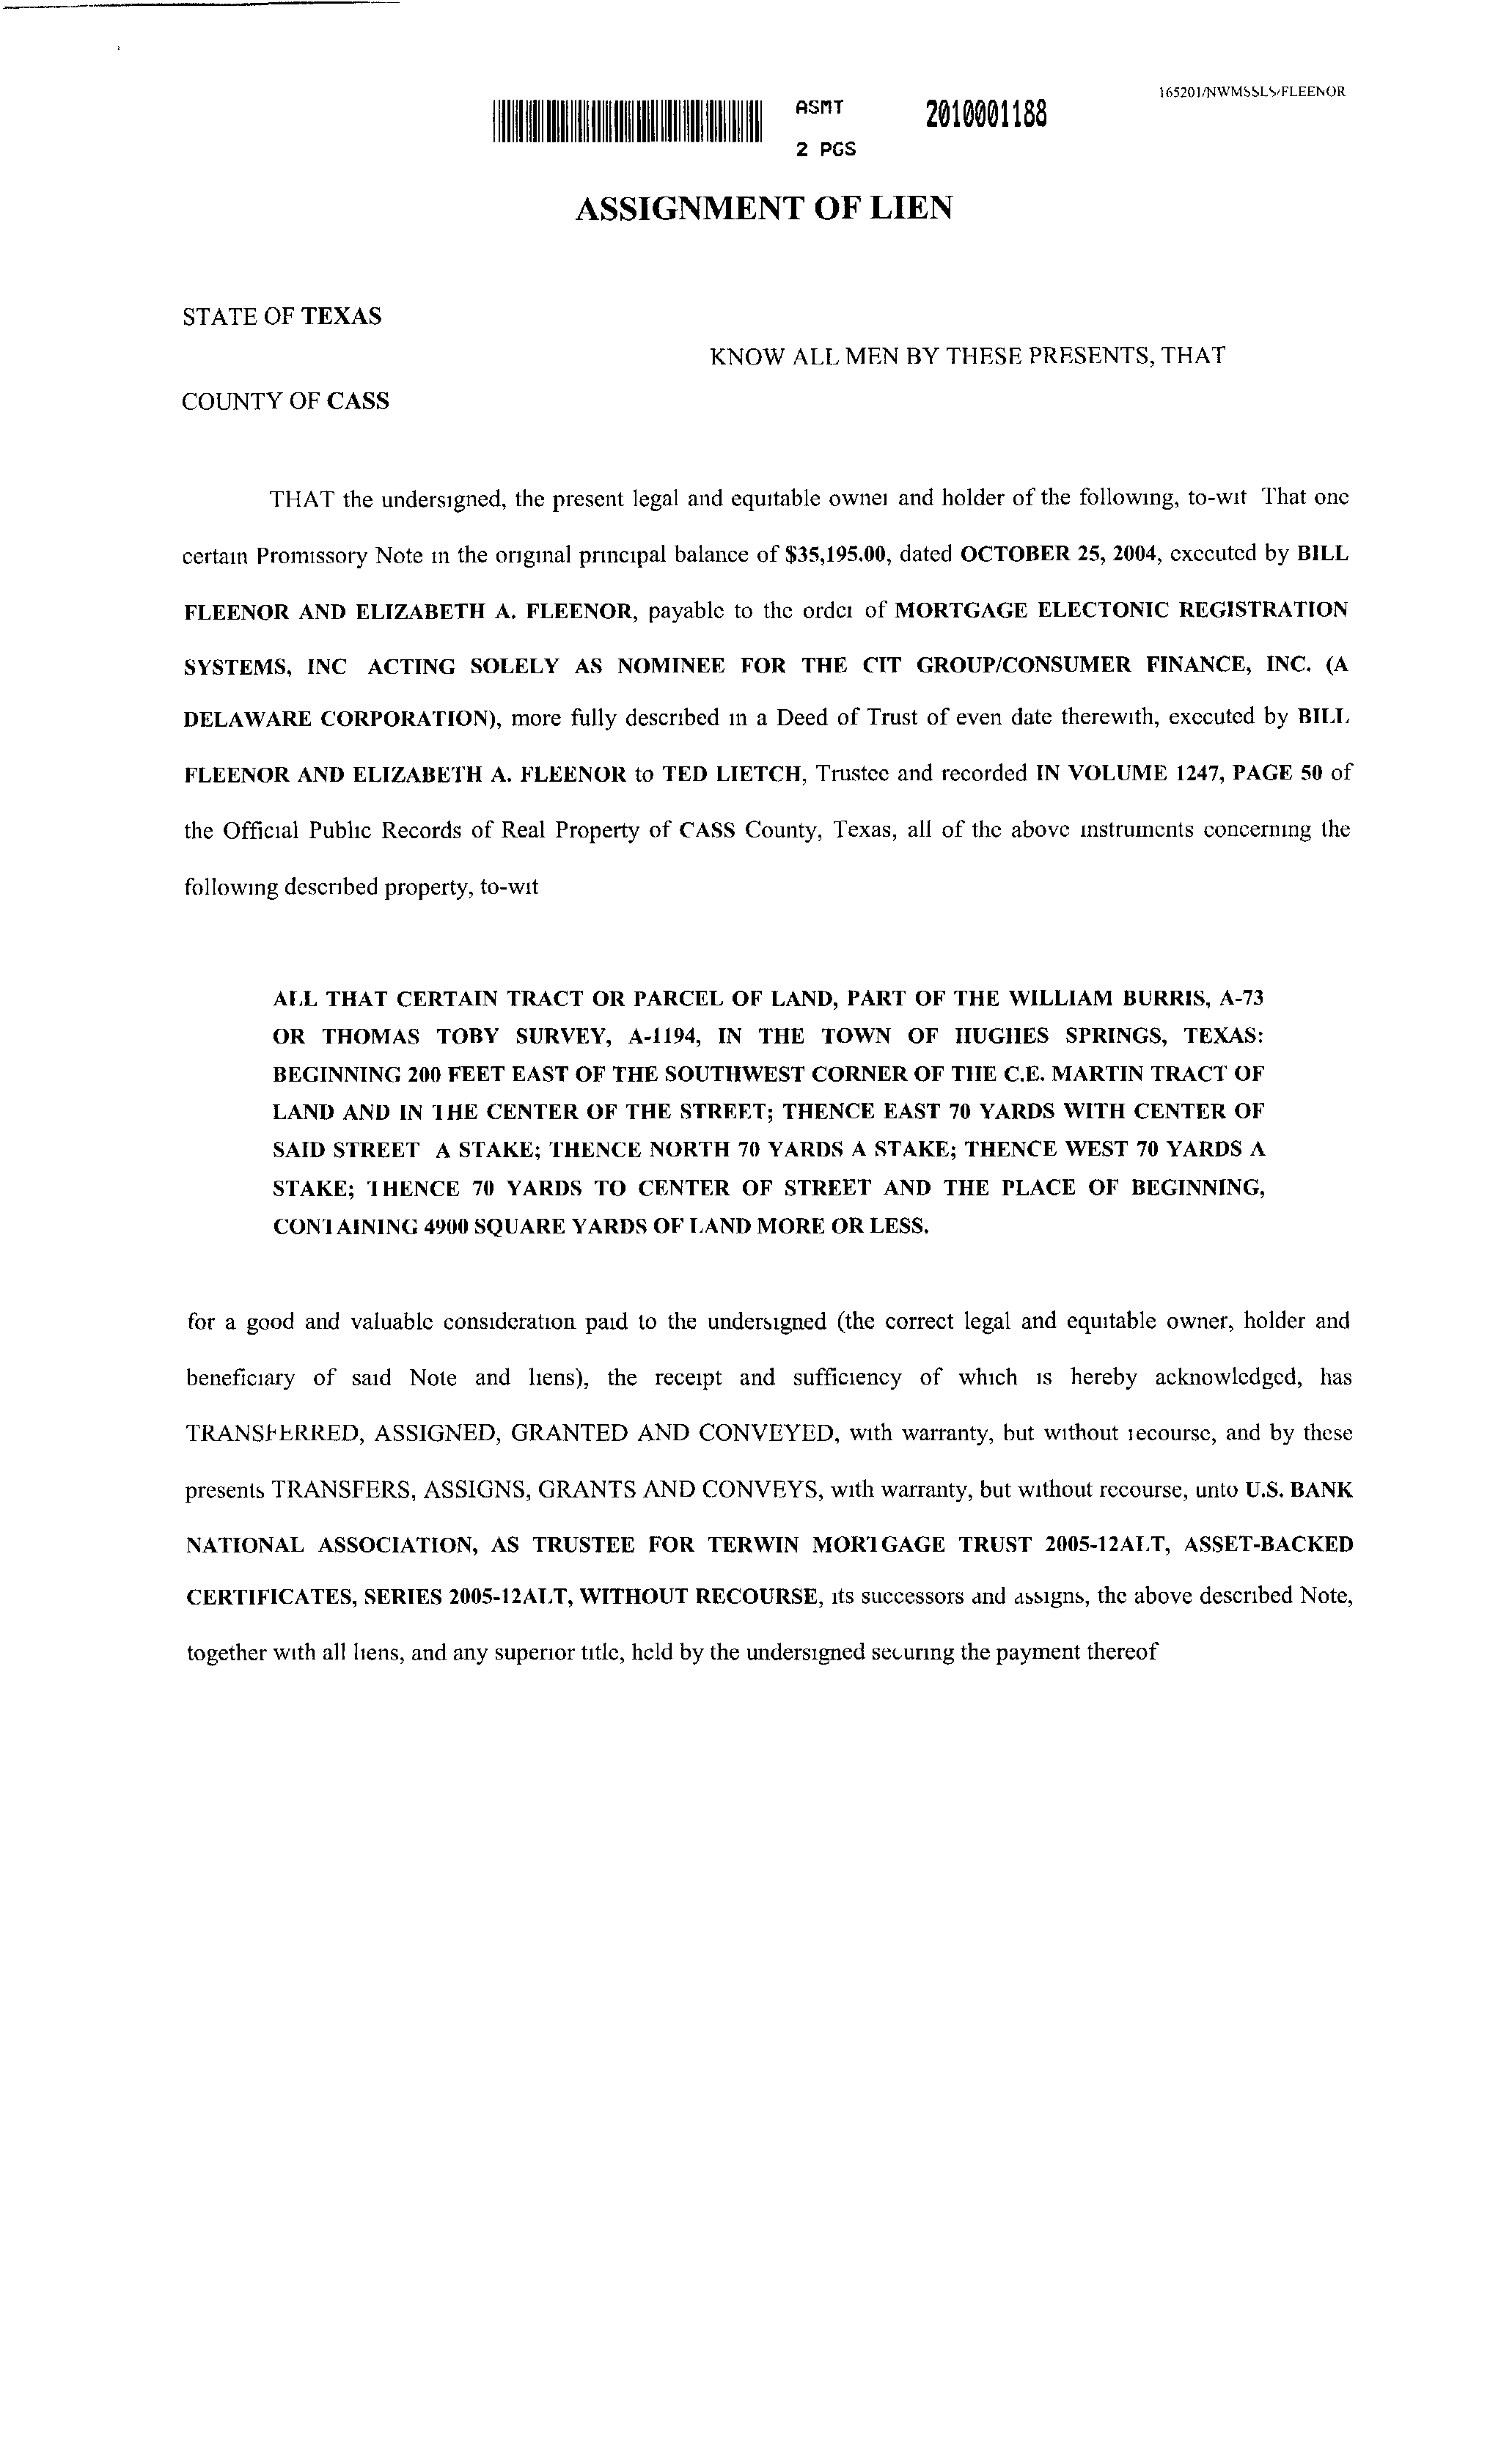 165201/NWMSSLS/FLEENOR
ASMT 2010001188
2 PGS
ASSIGNMENT OF LIEN
STATE OF TEXAS
KNOW ALL MEN BY THESE PRESENTS, THAT
COUNTY OF CASS
THAT the undersigned, the present legal and equitable owner and holder of the following, to-wit That one
certain Promissory Note in the original principal balance of $35,195.00, dated OCTOBER 25, 2004, executed by BILL
FLEENOR AND ELIZABETH A. FLEENOR, payable to the order of MORTGAGE ELECTONIC REGISTRATION
SYSTEMS, INC ACTING SOLELY AS NOMINEE FOR THE CIT GROUP/CONSUMER FINANCE, INC. (A
DELAWARE CORPORATION), more fully described in a Deed of Trust of even date therewith, executed by BILL
FLEENOR AND ELIZABETH A. FLEENOR to TED LIETCH, Trustee and recorded IN VOLUME 1247, PAGE 50 of
the Official Public Records of Real Property of CASS County, Texas, all of the above instruments concerning the
following described property, to-wit
ALL THAT CERTAIN TRACT OR PARCEL OF LAND, PART OF THE WILLIAM BURRIS, A-73
OR THOMAS TOBY SURVEY, A-1194, IN THE TOWN OF HUGHES SPRINGS, TEXAS:
BEGINNING 200 FEET EAST OF THE SOUTHWEST CORNER OF THE C.E. MARTIN TRACT OF
LAND AND IN THE CENTER OF THE STREET; THENCE EAST 70 YARDS WITH CENTER OF
SAID STREET A STAKE; THENCE NORTH 70 YARDS A STAKE; THENCE WEST 70 YARDS A
STAKE; THENCE 70 YARDS TO CENTER OF STREET AND THE PLACE OF BEGINNING,
CONTAINING 4900 SQUARE YARDS OF LAND MORE OR LESS.
for a good and valuable consideration paid to the undersigned (the correct legal and equitable owner, holder and
beneficiary of said Note and liens), the receipt and sufficiency of which is hereby acknowledged, has
TRANSFERRED, ASSIGNED, GRANTED AND CONVEYED, with warranty, but without recourse, and by these
presents TRANSFERS, ASSIGNS, GRANTS AND CONVEYS, with warranty, but without recourse, unto U.S. BANK
NATIONAL ASSOCIATION, AS TRUSTEE FOR TERWIN MORTGAGE TRUST 2005-12ALT, ASSET-BACKED
CERTIFICATES, SERIES 2005-12ALT, WITHOUT RECOURSE, its successors and assigns, the above described Note,
together with all liens, and any superior title, held by the undersigned securing the payment thereof